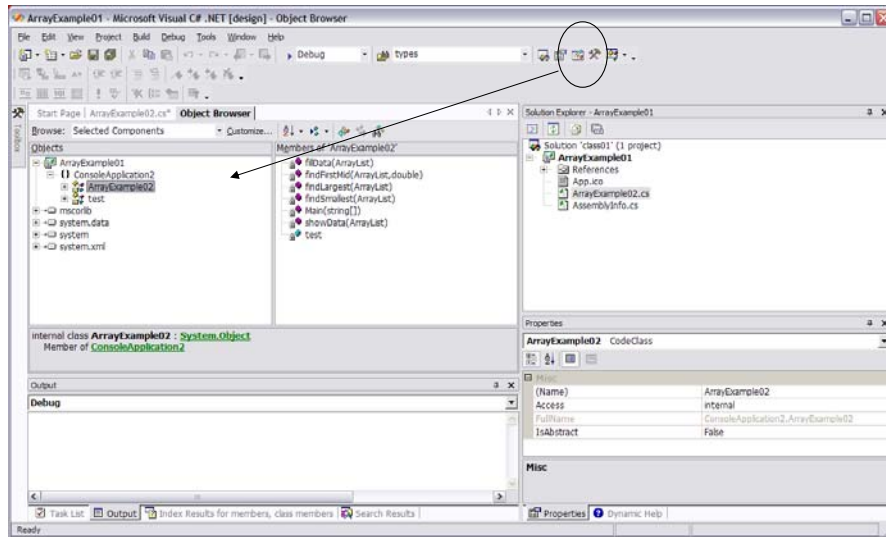 ArrayExample01 - Microsoft Visual C# .NET [design] - Object Browser
File Edit View Project Build Debug Tools Window Help
Debug types
Start Page ArrayExample02.cs* Object Browser
Toolbox
Browse: Selected Components Customize...
Objects
ArrayExample01
ConsoleApplication2
ArrayExample02
test
mscorlib
system.data
system
system.xml
Members of 'ArrayExample02'
fillData(ArrayList)
findFirstMid(ArrayList,double)
findLargest(ArrayList)
findSmallest(ArrayList)
Main(string[])
showData(ArrayList)
test
internal class ArrayExample02 : System.Object
Member of ConsoleApplication2
Output
Debug
Task List Output Index Results for members, class members Search Results
Solution Explorer - ArrayExample01
Solution 'class01' (1 project)
ArrayExample01
References
App.ico
ArrayExample02.cs
AssemblyInfo.cs
Properties
ArrayExample02 CodeClass
Misc
(Name) ArrayExample02
Access internal
FullName ConsoleApplication2.ArrayExample02
IsAbstract False
Misc
Properties Dynamic Help
Ready